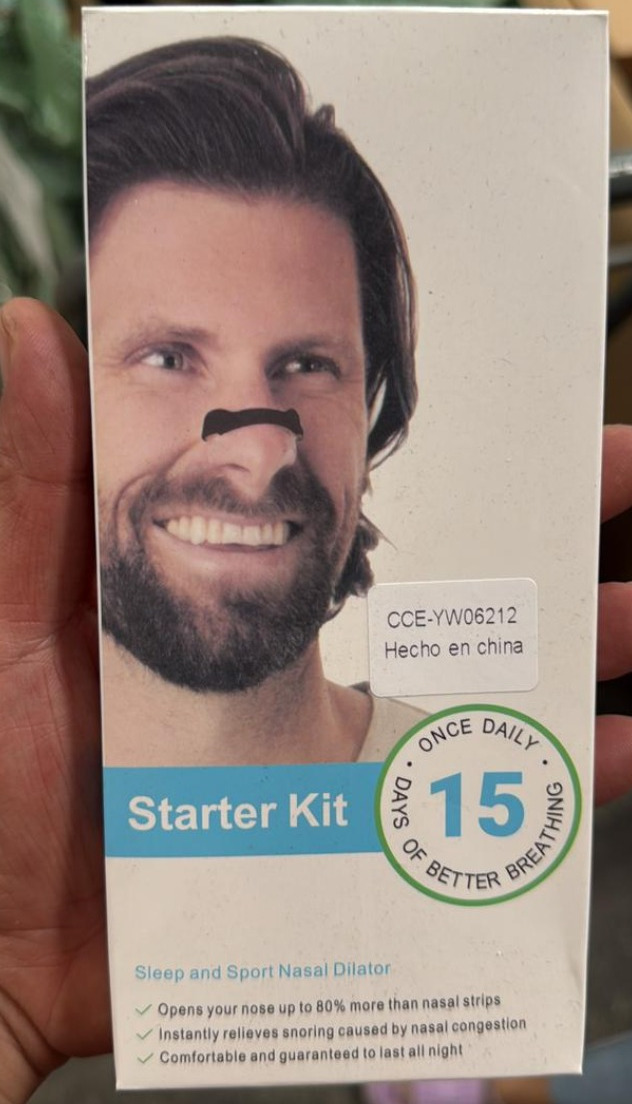 CCE-YW06212
Hecho en china
Starter Kit
ONCE DAILY
15
DAYS OF BETTER BREATHING
Sleep and Sport Nasal Dilator
Opens your nose up to 80% more than nasal strips
Instantly relieves snoring caused by nasal congestion
Comfortable and guaranteed to last all night